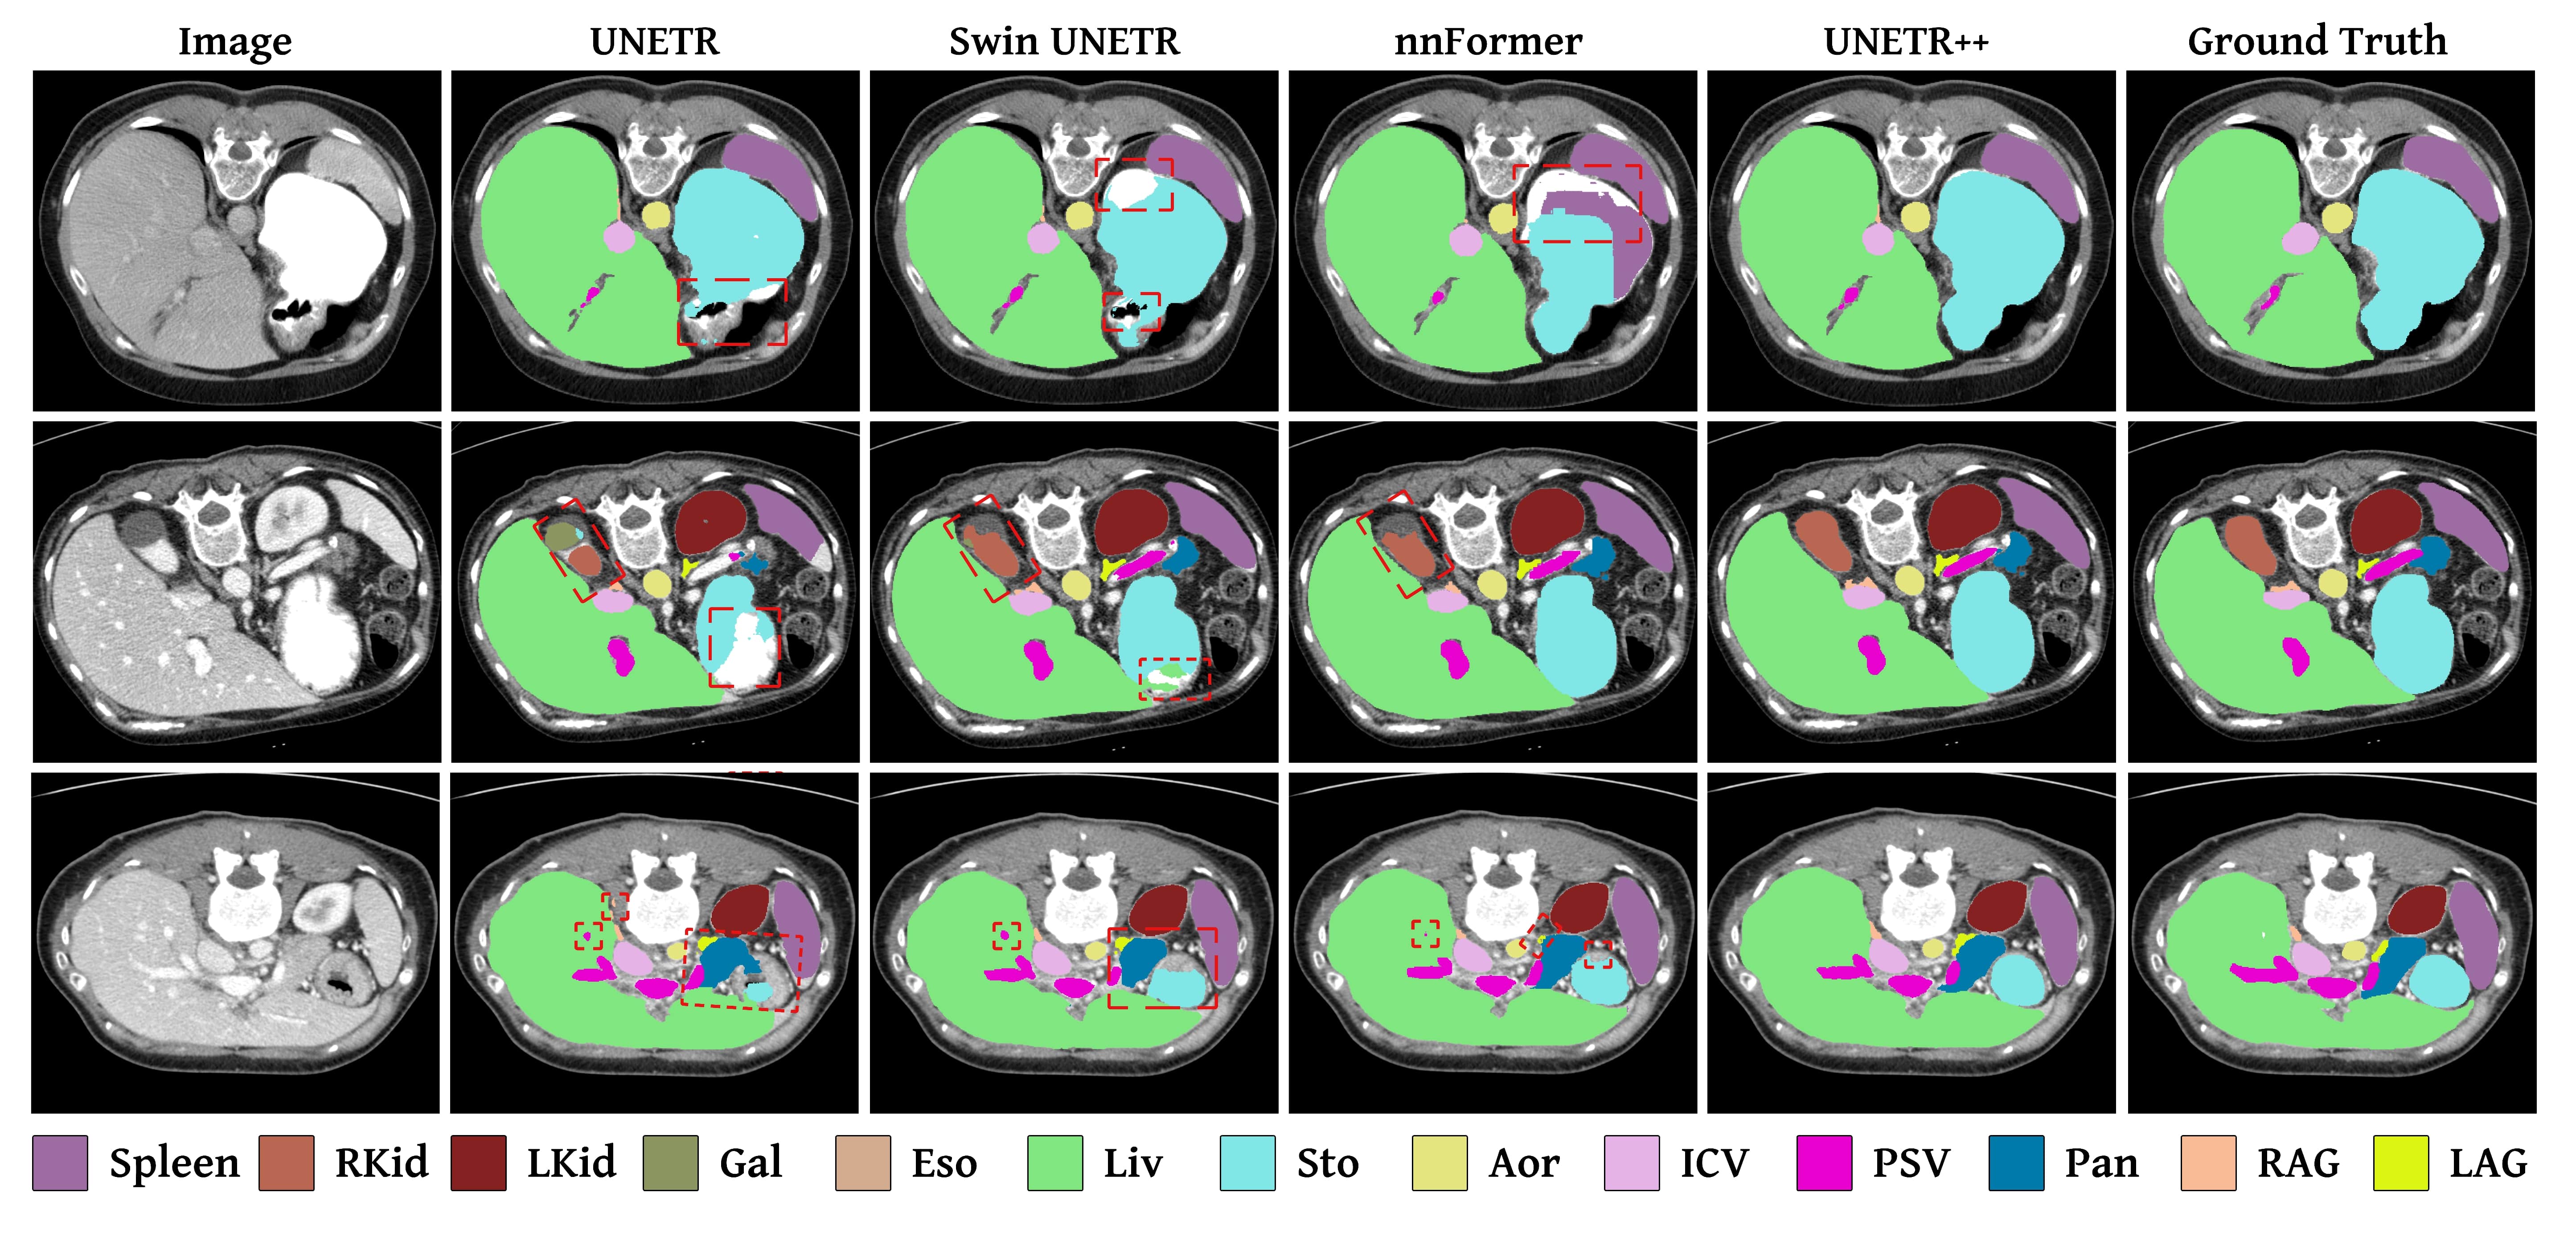 Image UNETR Swin UNETR nnFormer UNETR++ Ground Truth
Spleen RKid LKid Gal Eso Liv Sto Aor ICV PSV Pan RAG LAG